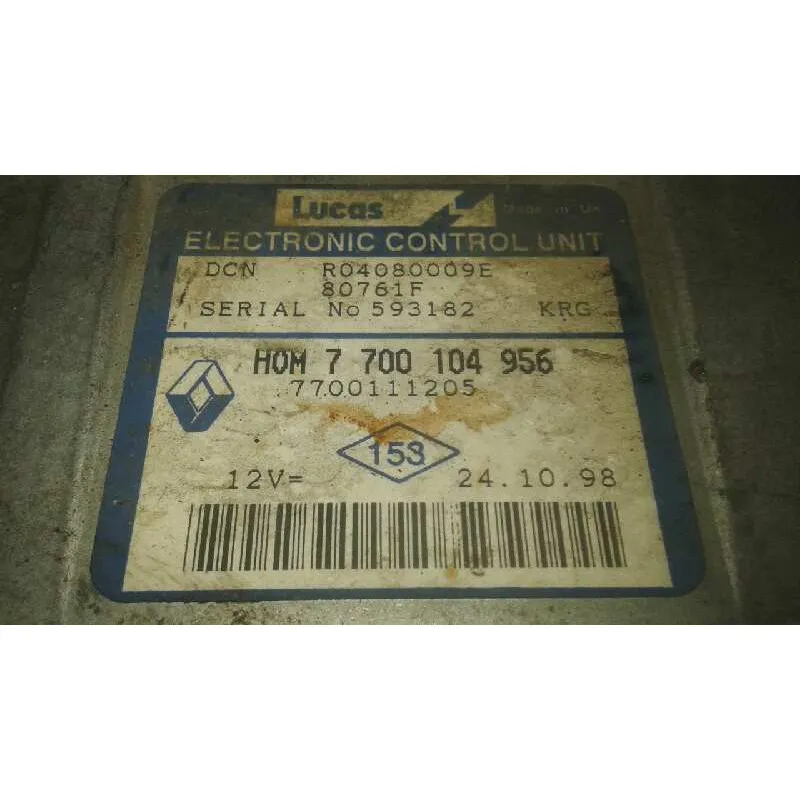 Lucas Made in UK
ELECTRONIC CONTROL UNIT
DCN R04080009E
80761F
SERIAL No 593182 KRG
HOM 7 700 104 956
7700111205
153
12V= 24.10.98